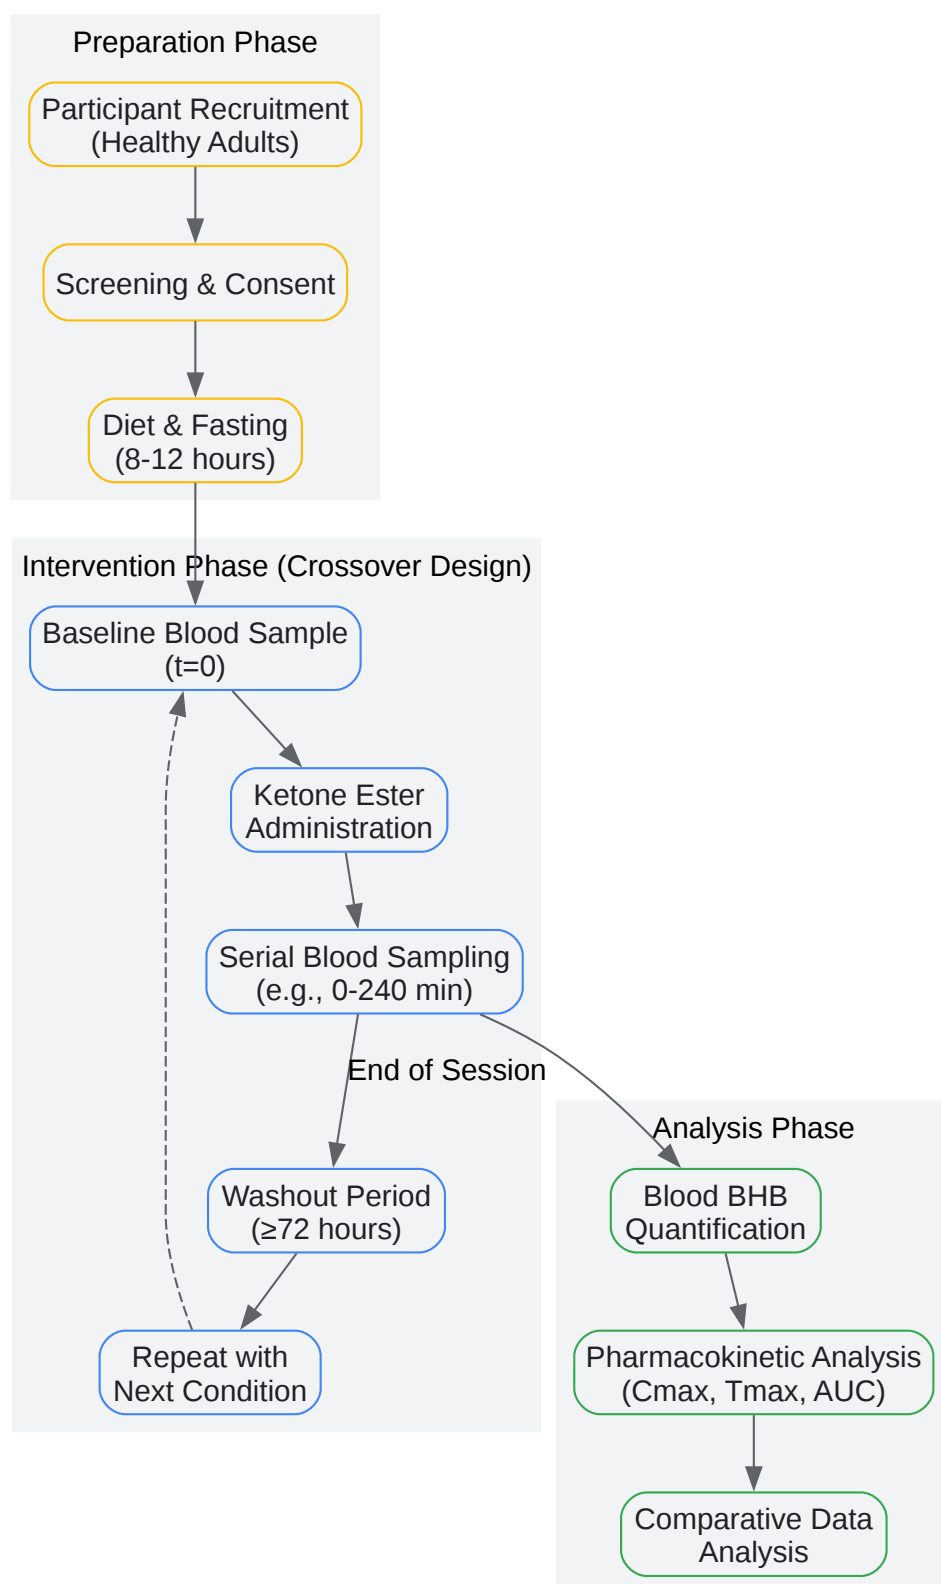 Preparation Phase
Participant Recruitment
(Healthy Adults)
Screening & Consent
Diet & Fasting
(8-12 hours)
Intervention Phase (Crossover Design)
Baseline Blood Sample
(t=0)
Ketone Ester
Administration
Serial Blood Sampling
(e.g., 0-240 min)
End of Session
Washout Period
(≥72 hours)
Repeat with
Next Condition
Analysis Phase
Blood BHB
Quantification
Pharmacokinetic Analysis
(Cmax, Tmax, AUC)
Comparative Data
Analysis